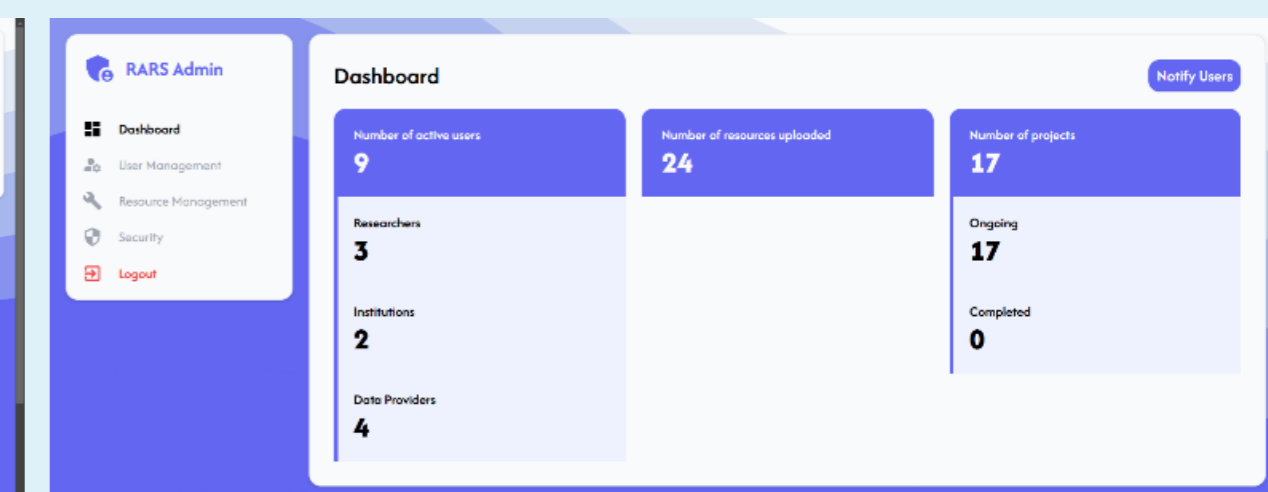 RARS Admin
Dashboard
User Management
Resource Management
Security
Logout
Dashboard
Notify Users
Number of active users
9
Researchers
3
Institutions
2
Data Providers
4
Number of resources uploaded
24
Number of projects
17
Ongoing
17
Completed
0